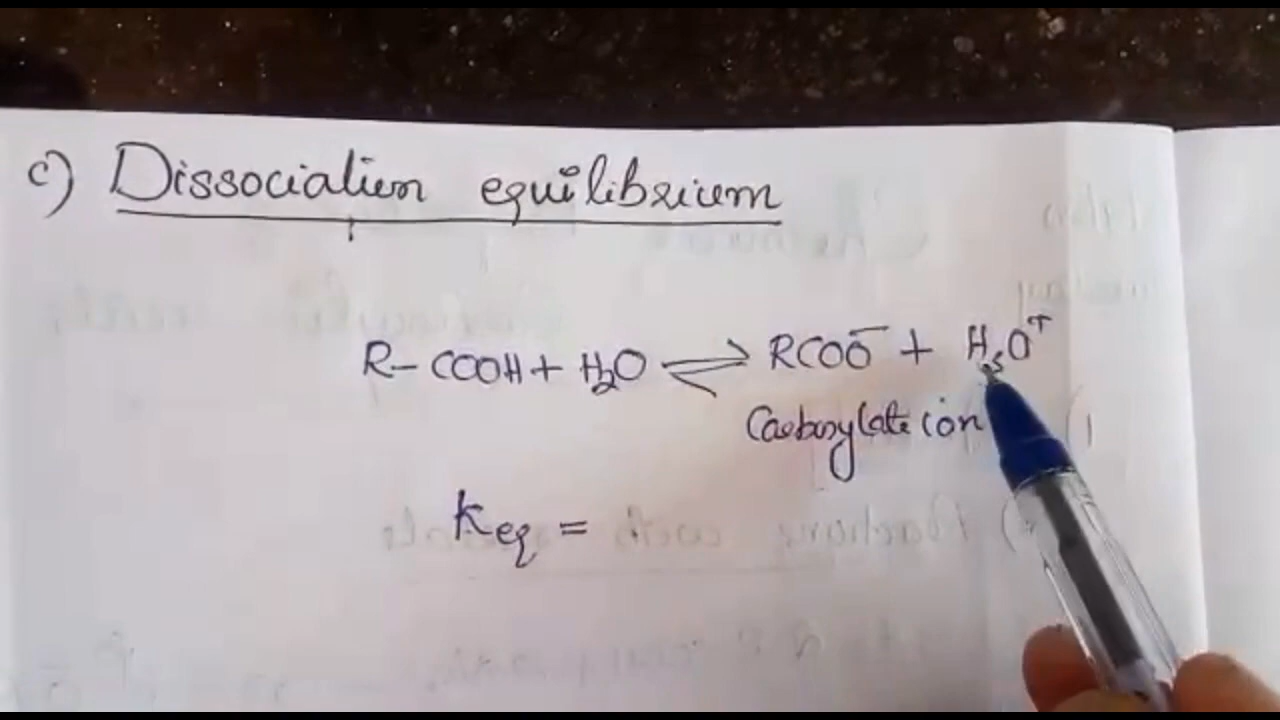 c) Dissociation equilibrium
R- COOH + H₂O ⇌ RCOO⁻ + H₃O⁺
Carboxylate ion
Keq =